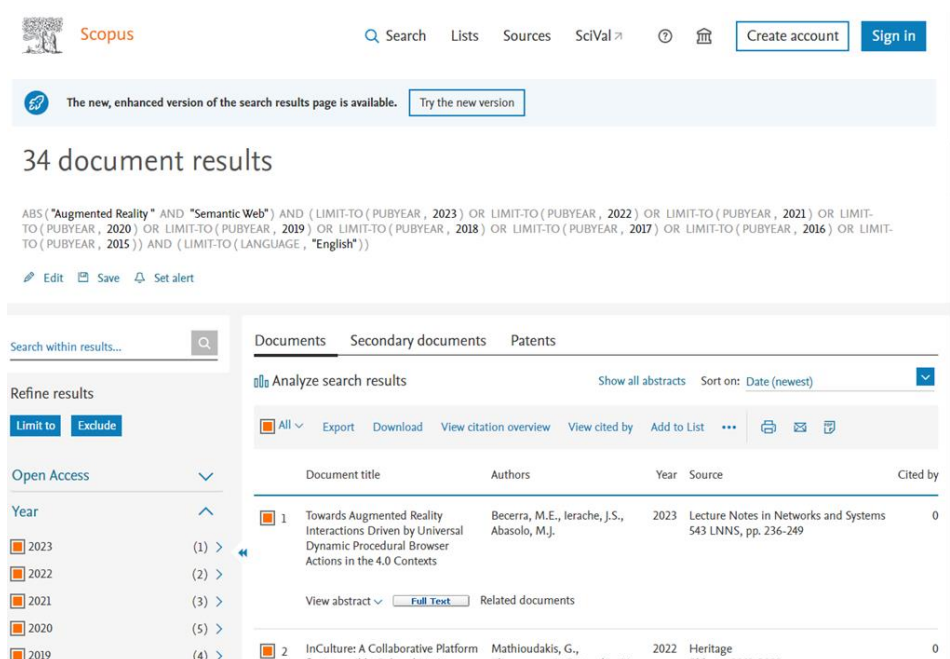 Scopus
Search Lists Sources SciVal Create account Sign in
The new, enhanced version of the search results page is available. Try the new version
34 document results
ABS ( "Augmented Reality " AND "Semantic Web" ) AND ( LIMIT-TO ( PUBYEAR , 2023 ) OR LIMIT-TO ( PUBYEAR , 2022 ) OR LIMIT-TO ( PUBYEAR , 2021 ) OR LIMIT-
TO ( PUBYEAR , 2020 ) OR LIMIT-TO ( PUBYEAR , 2019 ) OR LIMIT-TO ( PUBYEAR , 2018 ) OR LIMIT-TO ( PUBYEAR , 2017 ) OR LIMIT-TO ( PUBYEAR , 2016 ) OR LIMIT-
TO ( PUBYEAR , 2015 ) ) AND ( LIMIT-TO ( LANGUAGE , "English" ) )
Edit Save Set alert
Search within results...
Refine results
Limit to Exclude
Open Access
Year
2023 (1)
2022 (2)
2021 (3)
2020 (5)
2019 (4)
Documents Secondary documents Patents
Analyze search results Show all abstracts Sort on: Date (newest)
All Export Download View citation overview View cited by Add to List •••
Document title Authors Year Source Cited by
1 Towards Augmented Reality Becerra, M.E., Ierache, J.S., 2023 Lecture Notes in Networks and Systems 0
Interactions Driven by Universal Abasolo, M.J. 543 LNNS, pp. 236-249
Dynamic Procedural Browser
Actions in the 4.0 Contexts
View abstract Full Text Related documents
2 InCulture: A Collaborative Platform Mathioudakis, G., 2022 Heritage 0